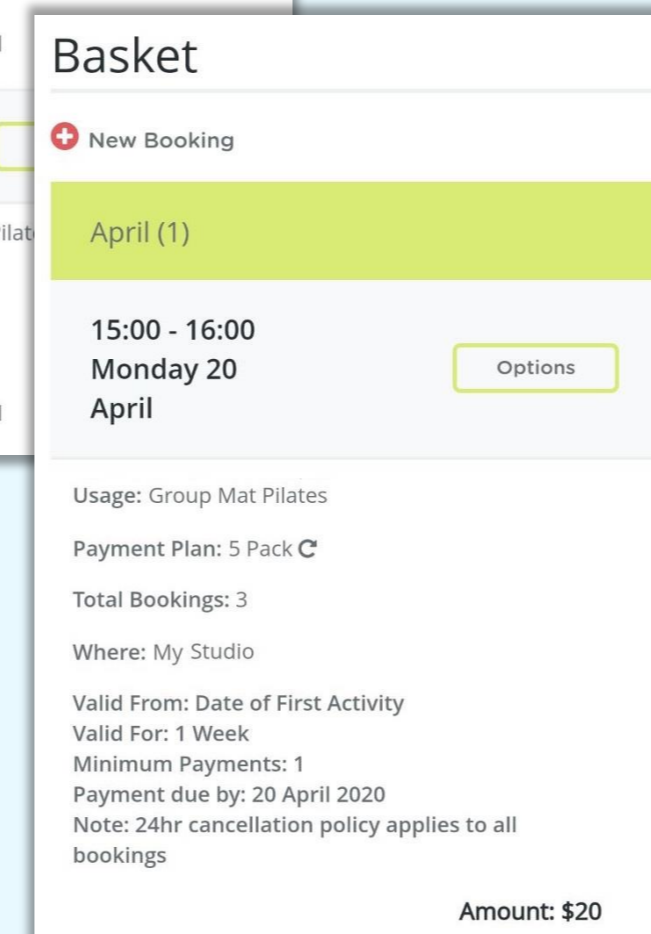 Basket
New Booking
April (1)
15:00 - 16:00
Monday 20
April
Options
Usage: Group Mat Pilates
Payment Plan: 5 Pack
Total Bookings: 3
Where: My Studio
Valid From: Date of First Activity
Valid For: 1 Week
Minimum Payments: 1
Payment due by: 20 April 2020
Note: 24hr cancellation policy applies to all
bookings
Amount: $20